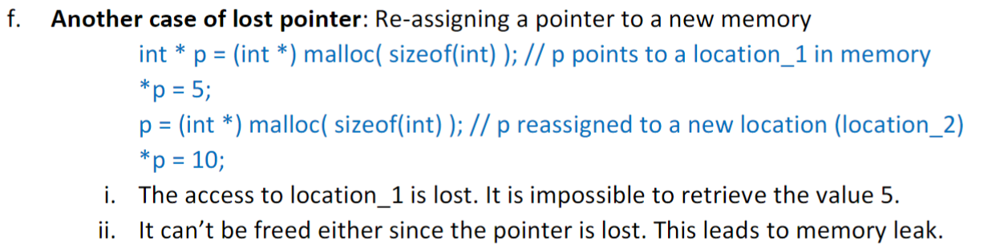 f. Another case of lost pointer: Re-assigning a pointer to a new memory
int * p = (int *) malloc( sizeof(int) ); // p points to a location_1 in memory
*p = 5;
p = (int *) malloc( sizeof(int) ); // p reassigned to a new location (location_2)
*p = 10;
i. The access to location_1 is lost. It is impossible to retrieve the value 5.
ii. It can’t be freed either since the pointer is lost. This leads to memory leak.